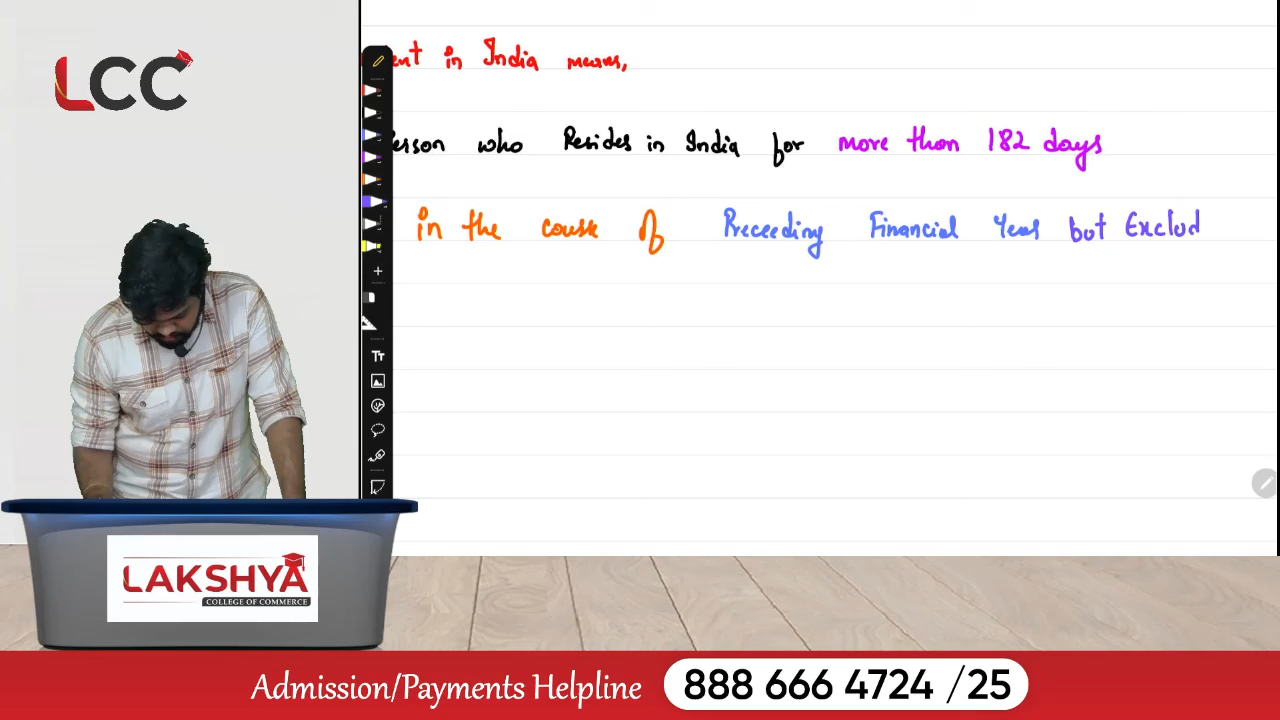 LCC
ent in India means,
erson who Resides in India for more than 182 days
in the course of Preceeding Financial Year but Exclud
TT
LAKSHYA
COLLEGE OF COMMERCE
Admission/Payments Helpline 888 666 4724 /25